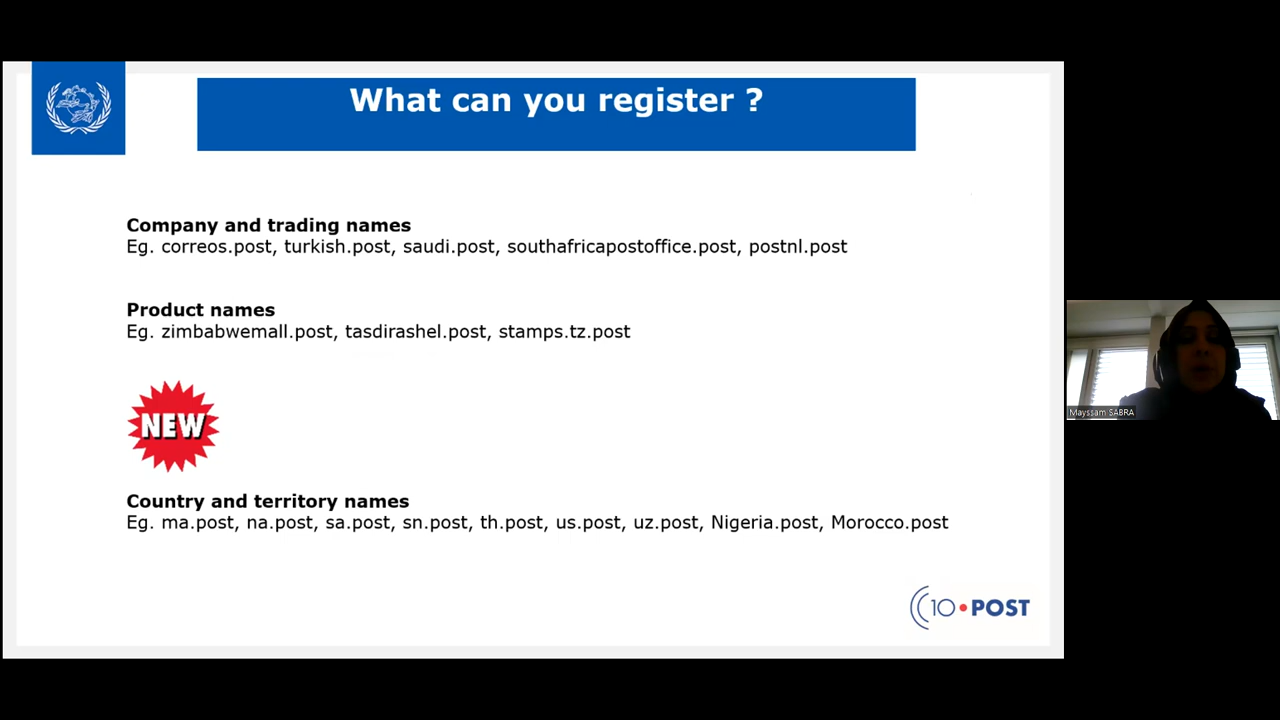 What can you register ?
Company and trading names
Eg. correos.post, turkish.post, saudi.post, southafricapostoffice.post, postnl.post
Product names
Eg. zimbabwemall.post, tasdirashel.post, stamps.tz.post
NEW
Country and territory names
Eg. ma.post, na.post, sa.post, sn.post, th.post, us.post, uz.post, Nigeria.post, Morocco.post
10 •POST
Mayssam SABRA